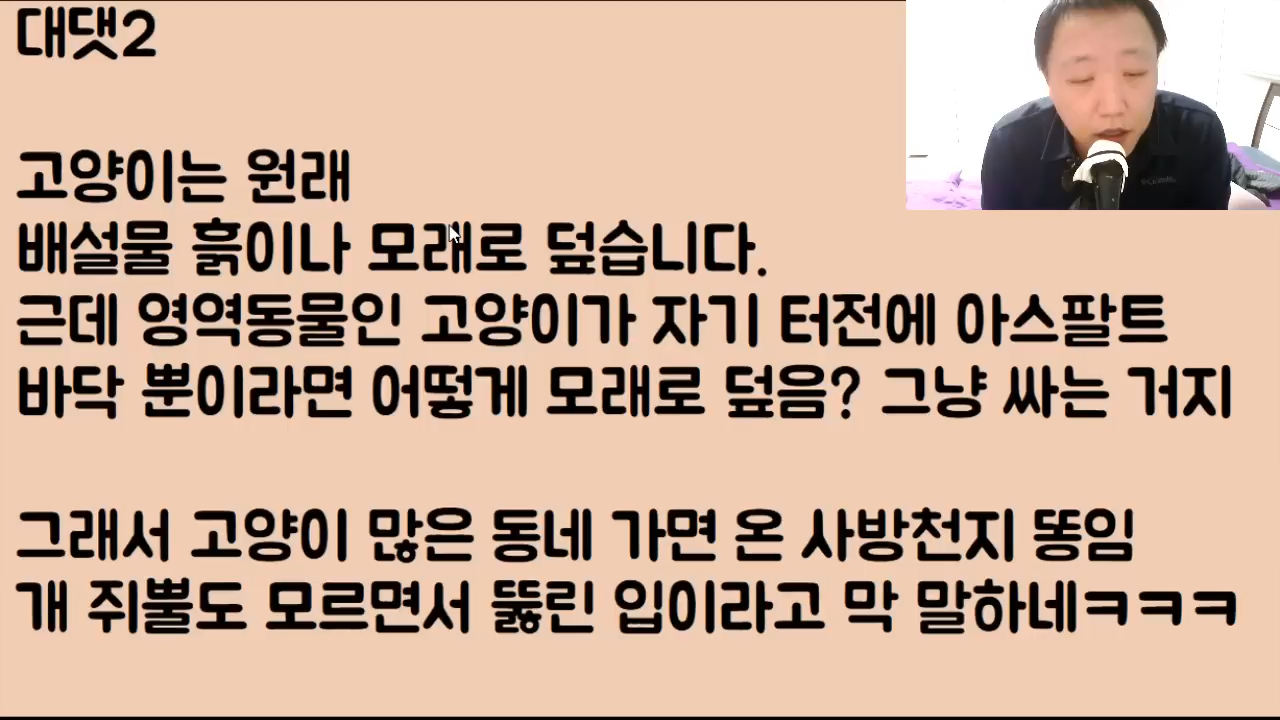 대댓2
고양이는 원래
배설물 흙이나 모래로 덮습니다.
근데 영역동물인 고양이가 자기 터전에 아스팔트
바닥 뿐이라면 어떻게 모래로 덮음? 그냥 싸는 거지
그래서 고양이 많은 동네 가면 온 사방천지 똥임
개 쥐뿔도 모르면서 뚫린 입이라고 막 말하네ㅋㅋㅋ